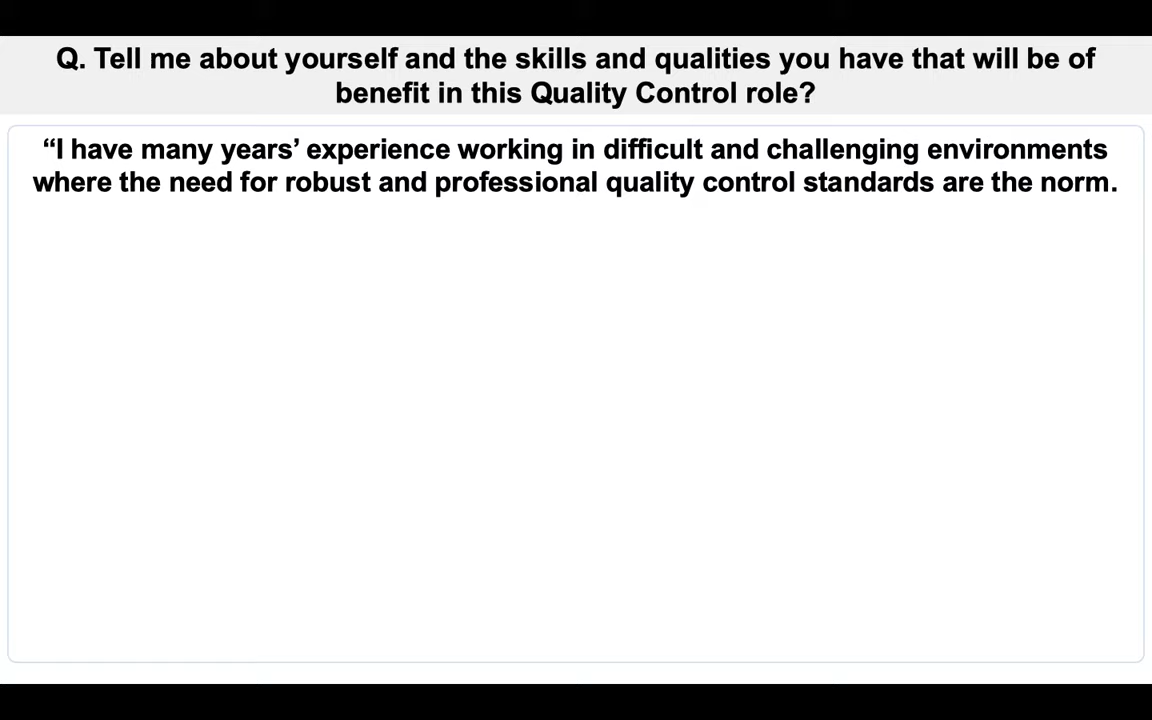 Q. Tell me about yourself and the skills and qualities you have that will be of
benefit in this Quality Control role?
“I have many years’ experience working in difficult and challenging environments
where the need for robust and professional quality control standards are the norm.